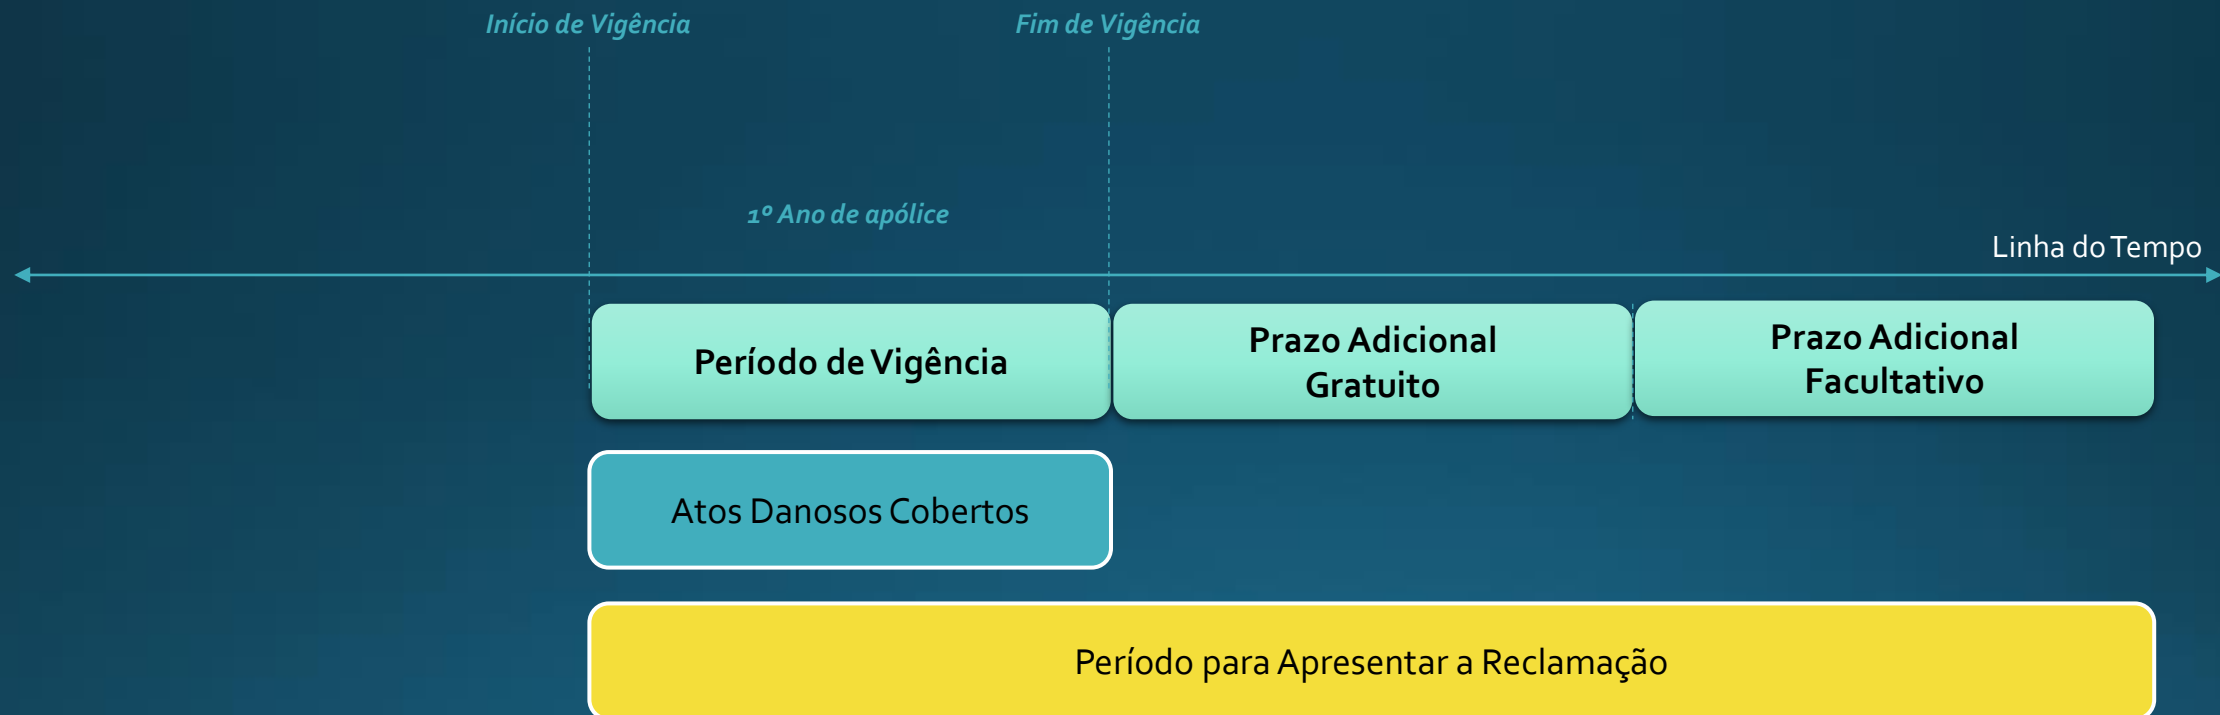 Início de Vigência
Fim de Vigência
1º Ano de apólice
Linha do Tempo
Período de Vigência
Prazo Adicional
Gratuito
Prazo Adicional
Facultativo
Atos Danosos Cobertos
Período para Apresentar a Reclamação